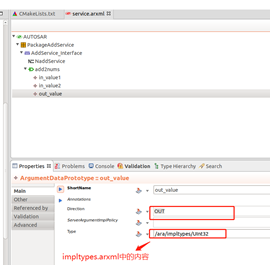 CMakeLists.txt
service.arxml
AUTOSAR
PackageAddService
AddService_Interface
NaddService
add2nums
in_value1
in_value2
out_value
Properties Problems Console Validation Type Hierarchy Search
ArgumentDataPrototype : out_value
Main
Other
Referenced by
Validation
Advanced
ShortName out_value
Annotations
Direction OUT
ServerArgumentImplPolicy
Type /ara/impltypes/UInt32
impltypes.arxml中的内容